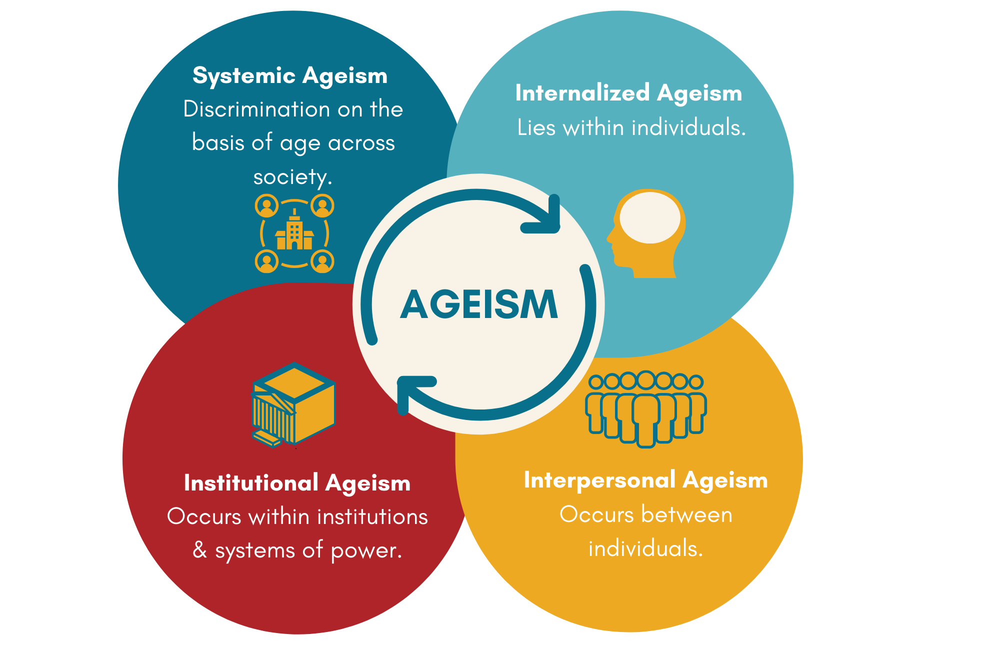 Systemic Ageism
Discrimination on the
basis of age across
society.
Internalized Ageism
Lies within individuals.
AGEISM
Institutional Ageism
Occurs within institutions
& systems of power.
Interpersonal Ageism
Occurs between
individuals.